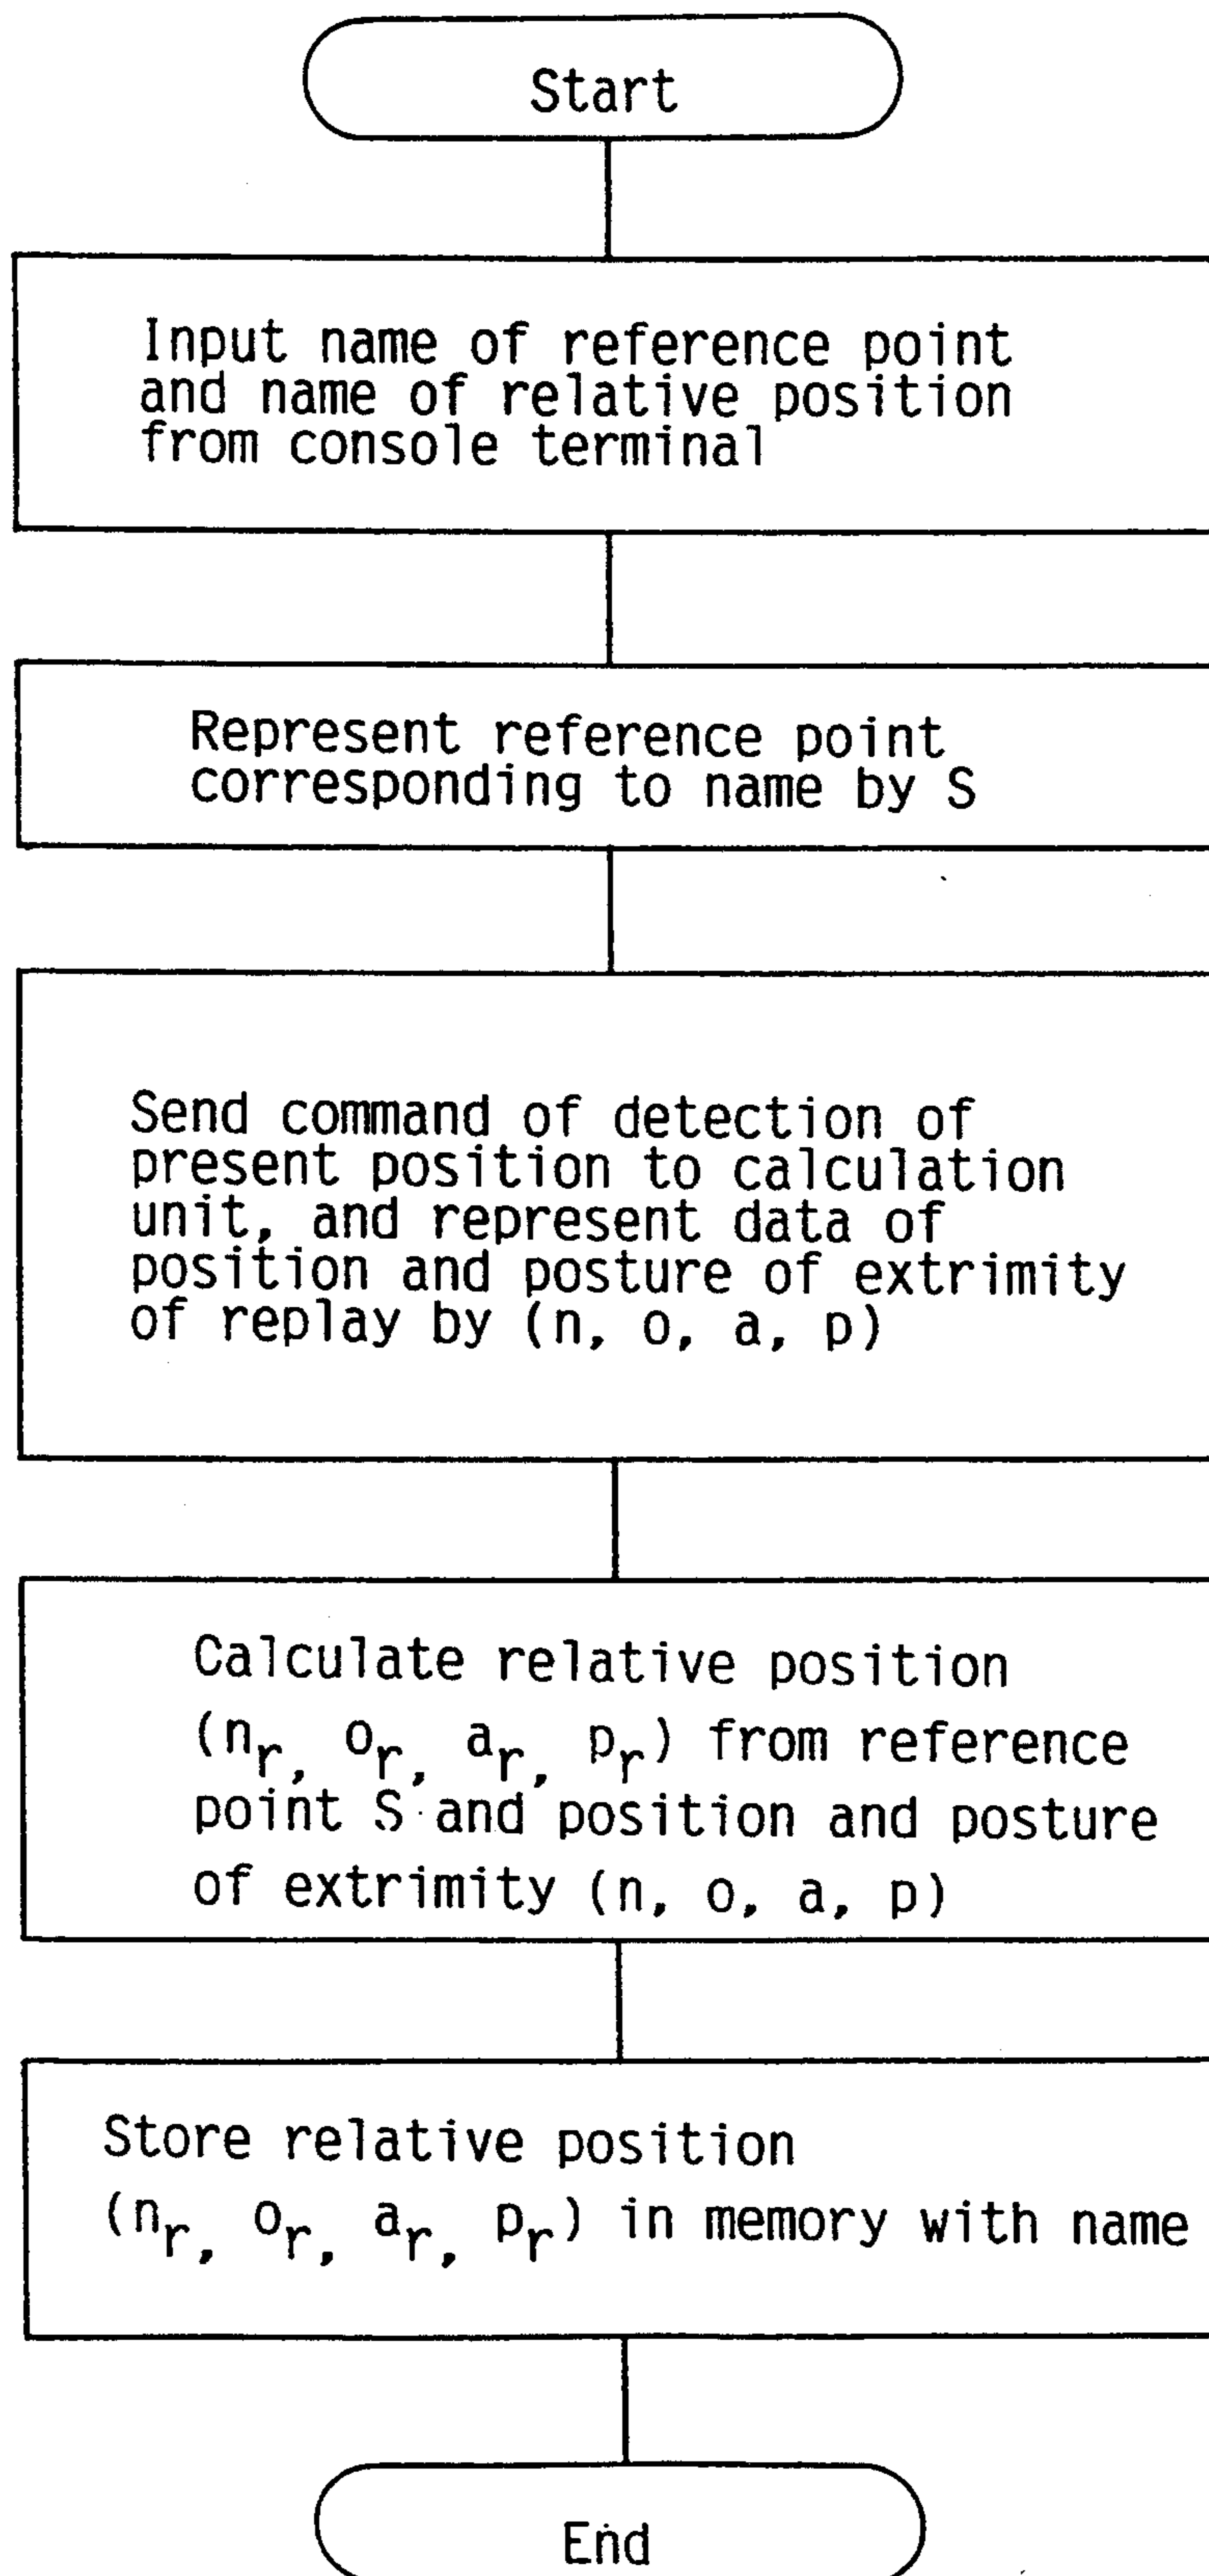 Start
Input name of reference point
and name of relative position
from console terminal
Represent reference point
corresponding to name by S
Send command of detection of
present position to calculation
unit, and represent data of
position and posture of extrimity
of replay by (n, o, a, p)
Calculate relative position
(nr, or, ar, pr) from reference
point S and position and posture
of extrimity (n, o, a, p)
Store relative position
(nr, or, ar, pr) in memory with name
End